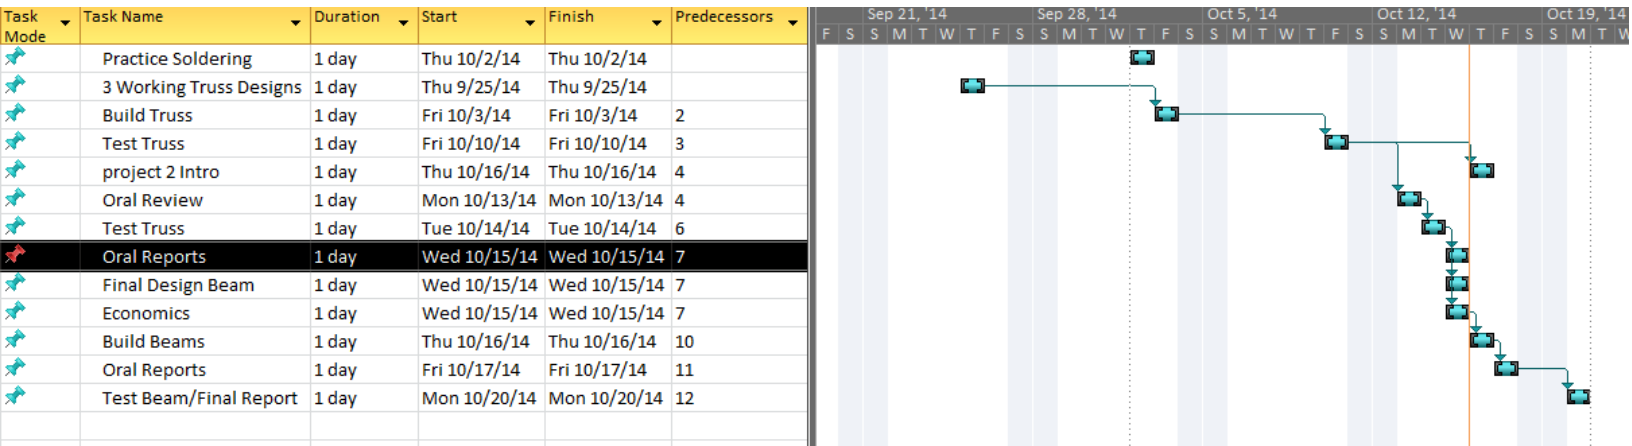 Task Mode Task Name Duration Start Finish Predecessors
Sep 21, '14 Sep 28, '14 Oct 5, '14 Oct 12, '14 Oct 19, '14
F S S M T W T F S S M T W T F S S M T W T F S S M T W T F S S M T W
Practice Soldering 1 day Thu 10/2/14 Thu 10/2/14
3 Working Truss Designs 1 day Thu 9/25/14 Thu 9/25/14
Build Truss 1 day Fri 10/3/14 Fri 10/3/14 2
Test Truss 1 day Fri 10/10/14 Fri 10/10/14 3
project 2 Intro 1 day Thu 10/16/14 Thu 10/16/14 4
Oral Review 1 day Mon 10/13/14 Mon 10/13/14 4
Test Truss 1 day Tue 10/14/14 Tue 10/14/14 6
Oral Reports 1 day Wed 10/15/14 Wed 10/15/14 7
Final Design Beam 1 day Wed 10/15/14 Wed 10/15/14 7
Economics 1 day Wed 10/15/14 Wed 10/15/14 7
Build Beams 1 day Thu 10/16/14 Thu 10/16/14 10
Oral Reports 1 day Fri 10/17/14 Fri 10/17/14 11
Test Beam/Final Report 1 day Mon 10/20/14 Mon 10/20/14 12